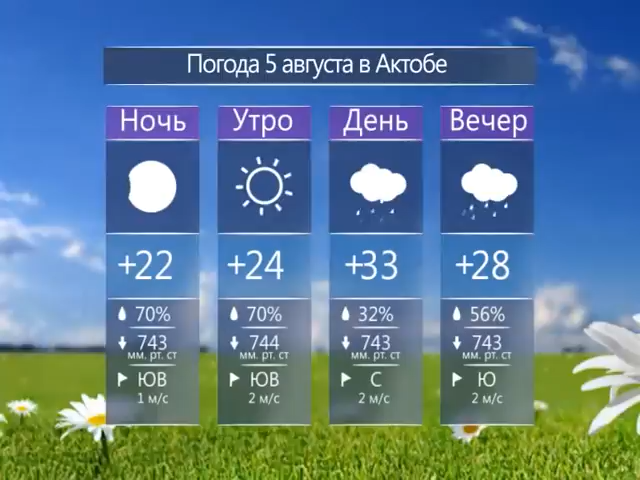 Погода 5 августа в Актобе
Ночь Утро День Вечер
+22 +24 +33 +28
70% 70% 32% 56%
743 744 743 743
мм. рт. ст мм. рт. ст мм. рт. ст мм. рт. ст
ЮВ ЮВ С Ю
1 м/с 2 м/с 2 м/с 2 м/с